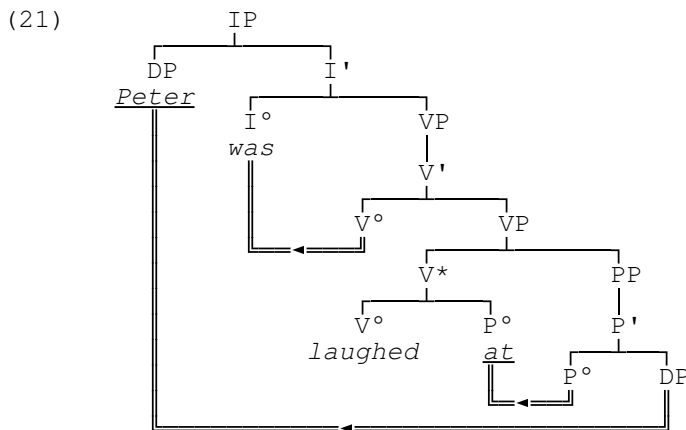 (21) IP
DP I'
Peter I° VP
was
V'
V° VP
V* PP
V° P° P'
laughed at
P° DP